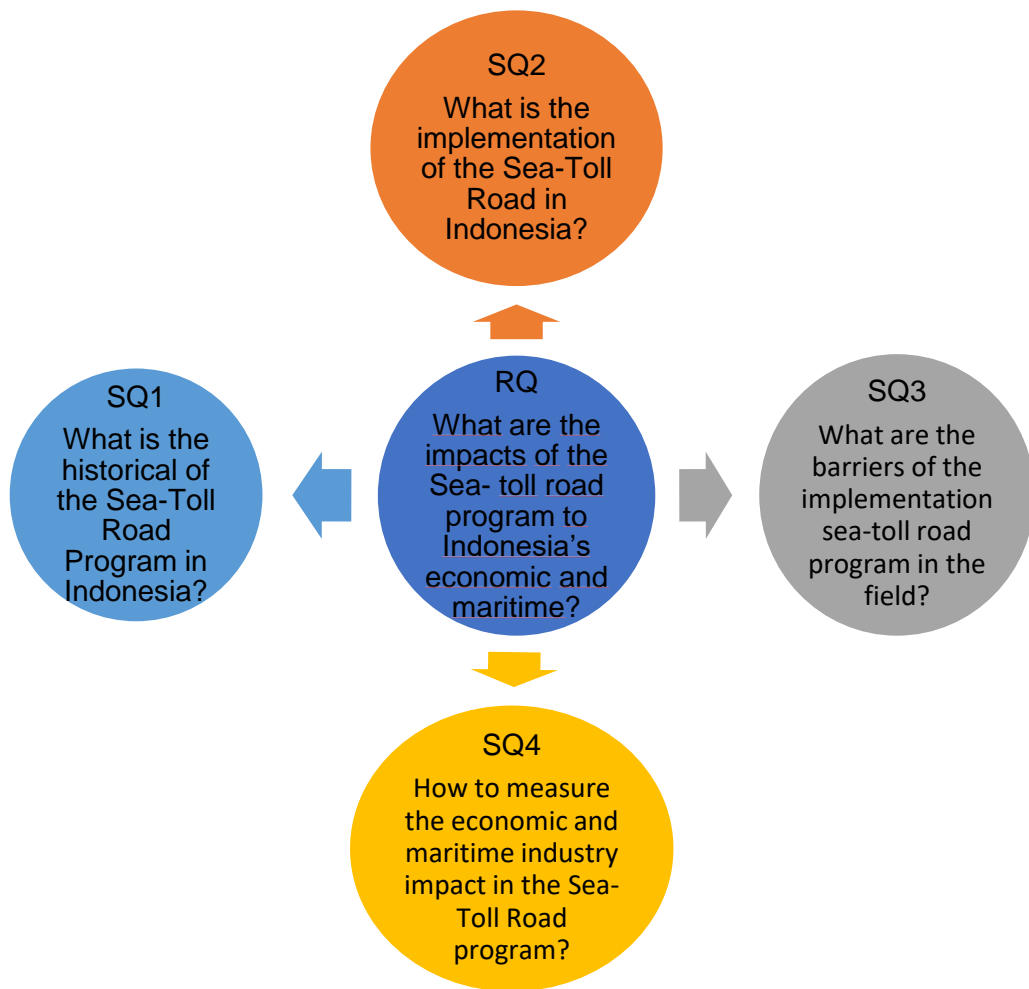 SQ2
What is the
implementation
of the Sea-Toll
Road in
Indonesia?
SQ1
What is the
historical of
the Sea-Toll
Road
Program in
Indonesia?
RQ
What are the
impacts of the
Sea- toll road
program to
Indonesia’s
economic and
maritime?
SQ3
What are the
barriers of the
implementation
sea-toll road
program in the
field?
SQ4
How to measure
the economic and
maritime industry
impact in the Sea-
Toll Road
program?